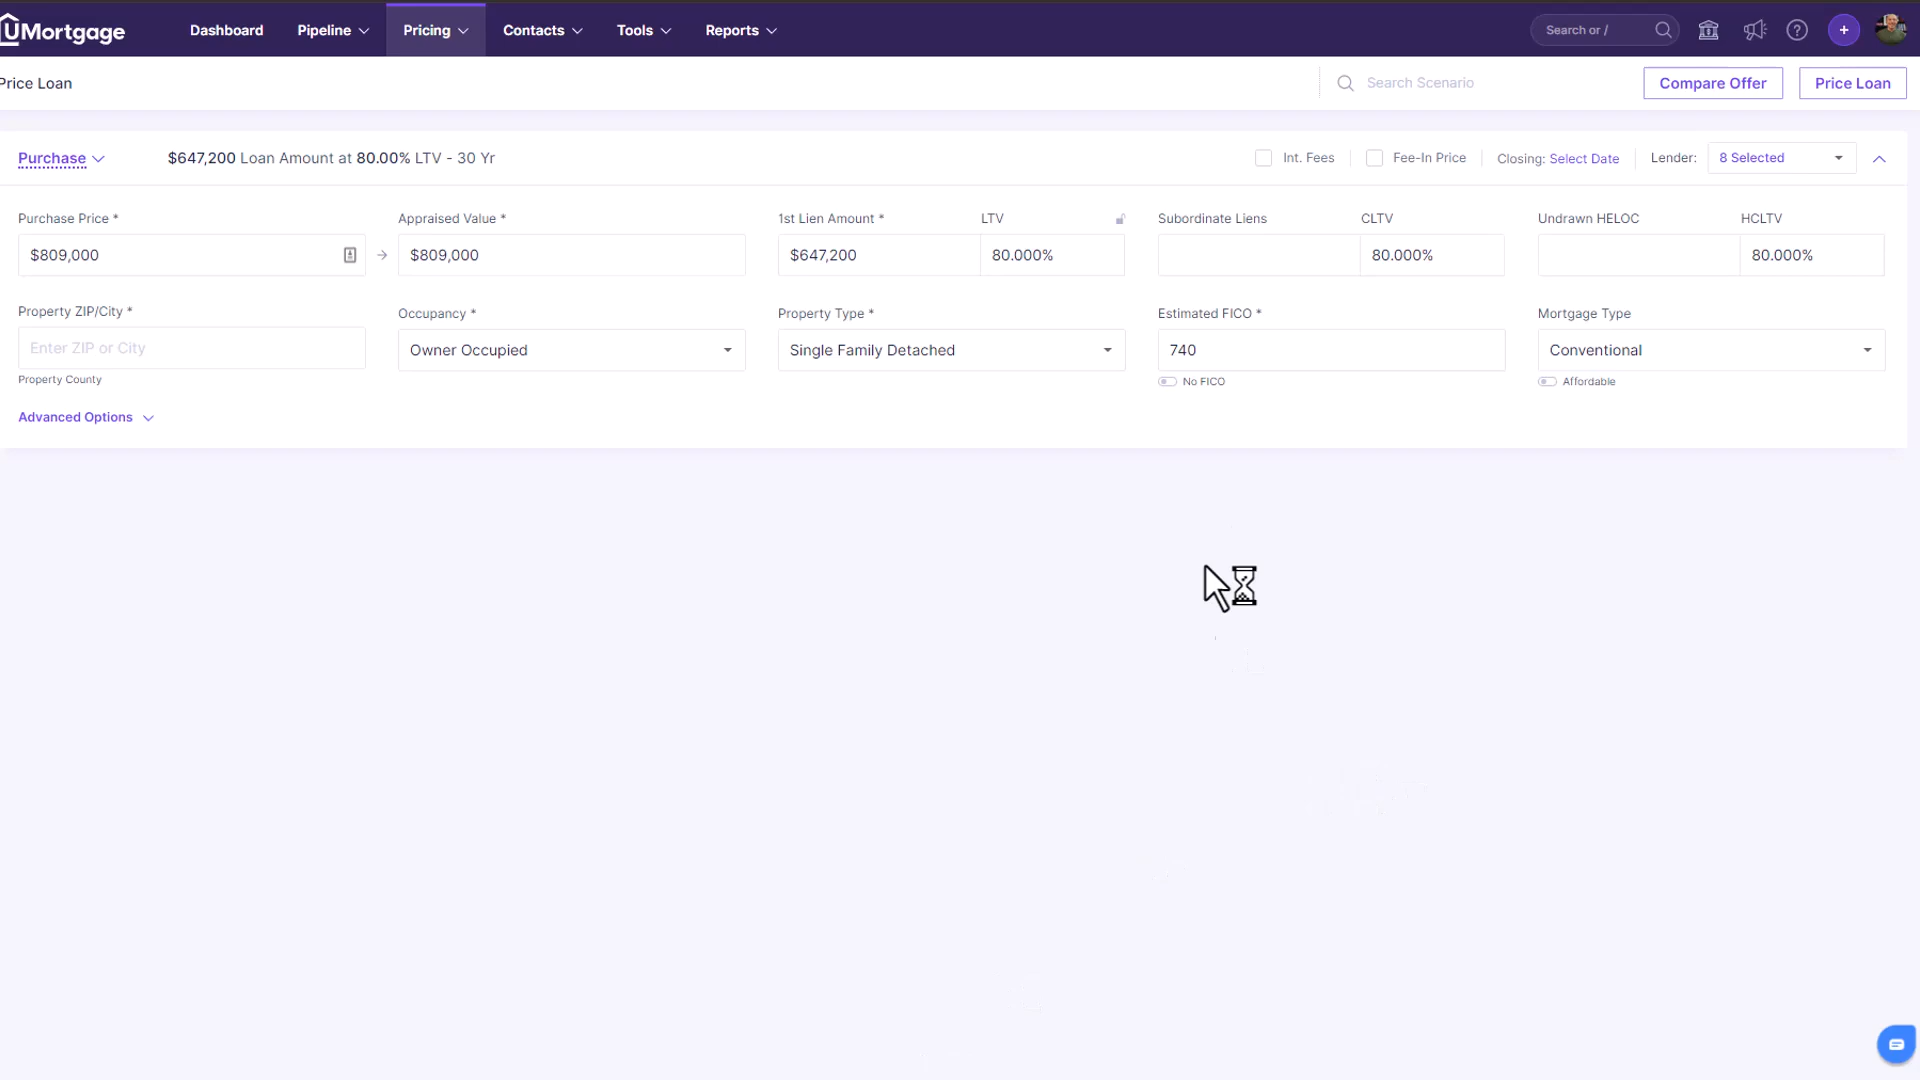 UMortgage
Dashboard
Pipeline
Pricing
Contacts
Tools
Reports
Search or /
?
+
Price Loan
Search Scenario
Compare Offer
Price Loan
Purchase
$647,200 Loan Amount at 80.00% LTV - 30 Yr
Int. Fees
Fee-In Price
Closing: Select Date
Lender:
8 Selected
Purchase Price *
Appraised Value *
1st Lien Amount *
LTV
Subordinate Liens
CLTV
Undrawn HELOC
HCLTV
$809,000
$809,000
$647,200
80.000%
80.000%
80.000%
Property ZIP/City *
Occupancy *
Property Type *
Estimated FICO *
Mortgage Type
Enter ZIP or City
Owner Occupied
Single Family Detached
740
Conventional
Property County
No FICO
Affordable
Advanced Options